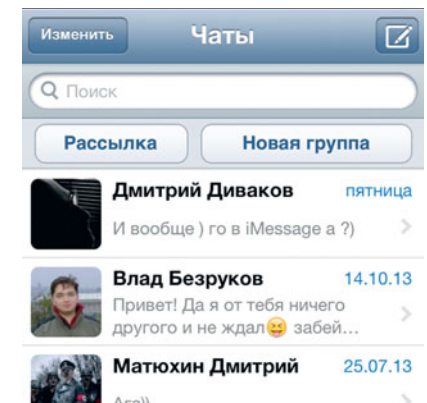 Изменить Чаты
Поиск
Рассылка Новая группа
Дмитрий Диваков пятница
И вообще ) го в iMessage а ?)
Влад Безруков 14.10.13
Привет! Да я от тебя ничего
другого и не ждал😝 забей...
Матюхин Дмитрий 25.07.13
Ага))